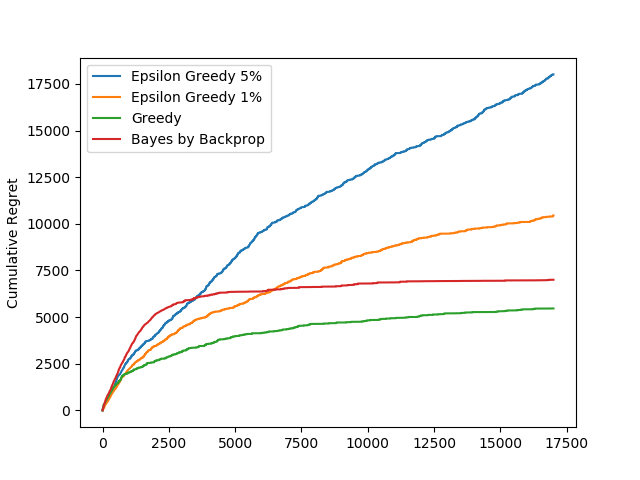 Epsilon Greedy 5%
Epsilon Greedy 1%
Greedy
Bayes by Backprop
Cumulative Regret
17500
15000
12500
10000
7500
5000
2500
0
0 2500 5000 7500 10000 12500 15000 17500